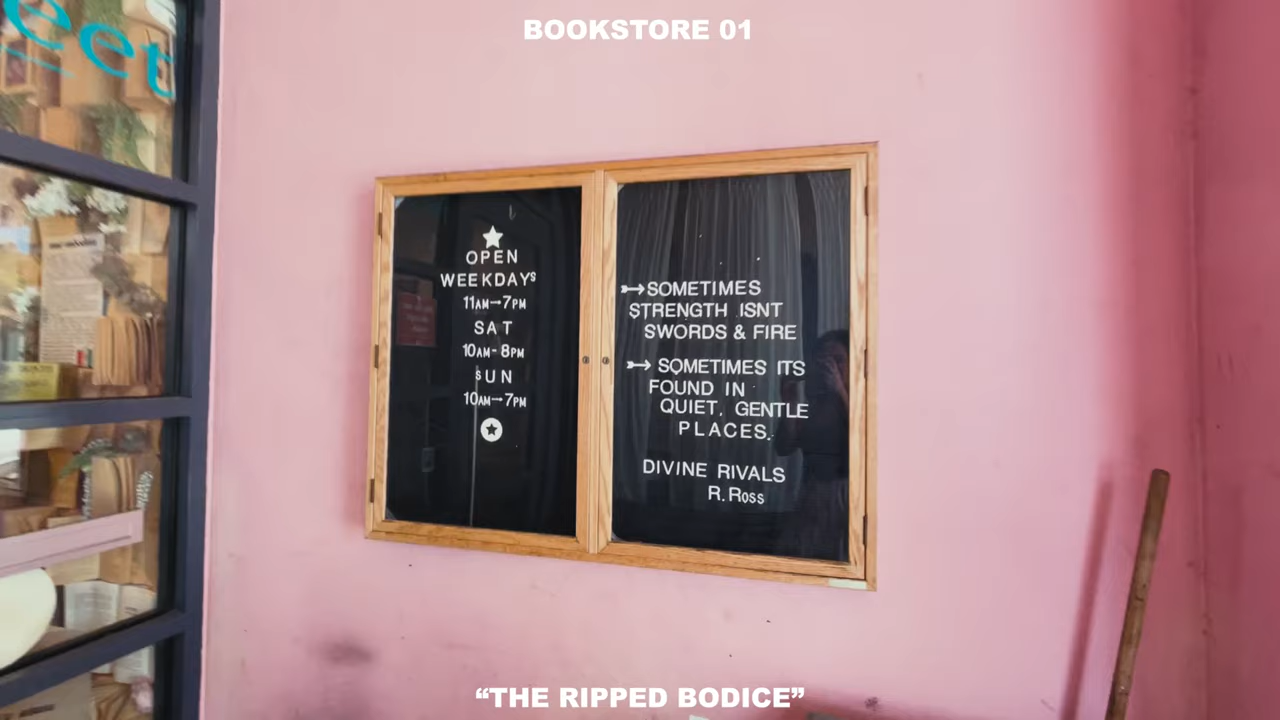 BOOKSTORE 01
eet
★
OPEN
WEEKDAYS
11AM→7PM
SAT
10AM-8PM
SUN
10AM→7PM
★
→SOMETIMES
STRENGTH ISNT
SWORDS & FIRE
→ SOMETIMES ITS
FOUND IN
QUIET, GENTLE
PLACES.
DIVINE RIVALS
R. Ross
“THE RIPPED BODICE”